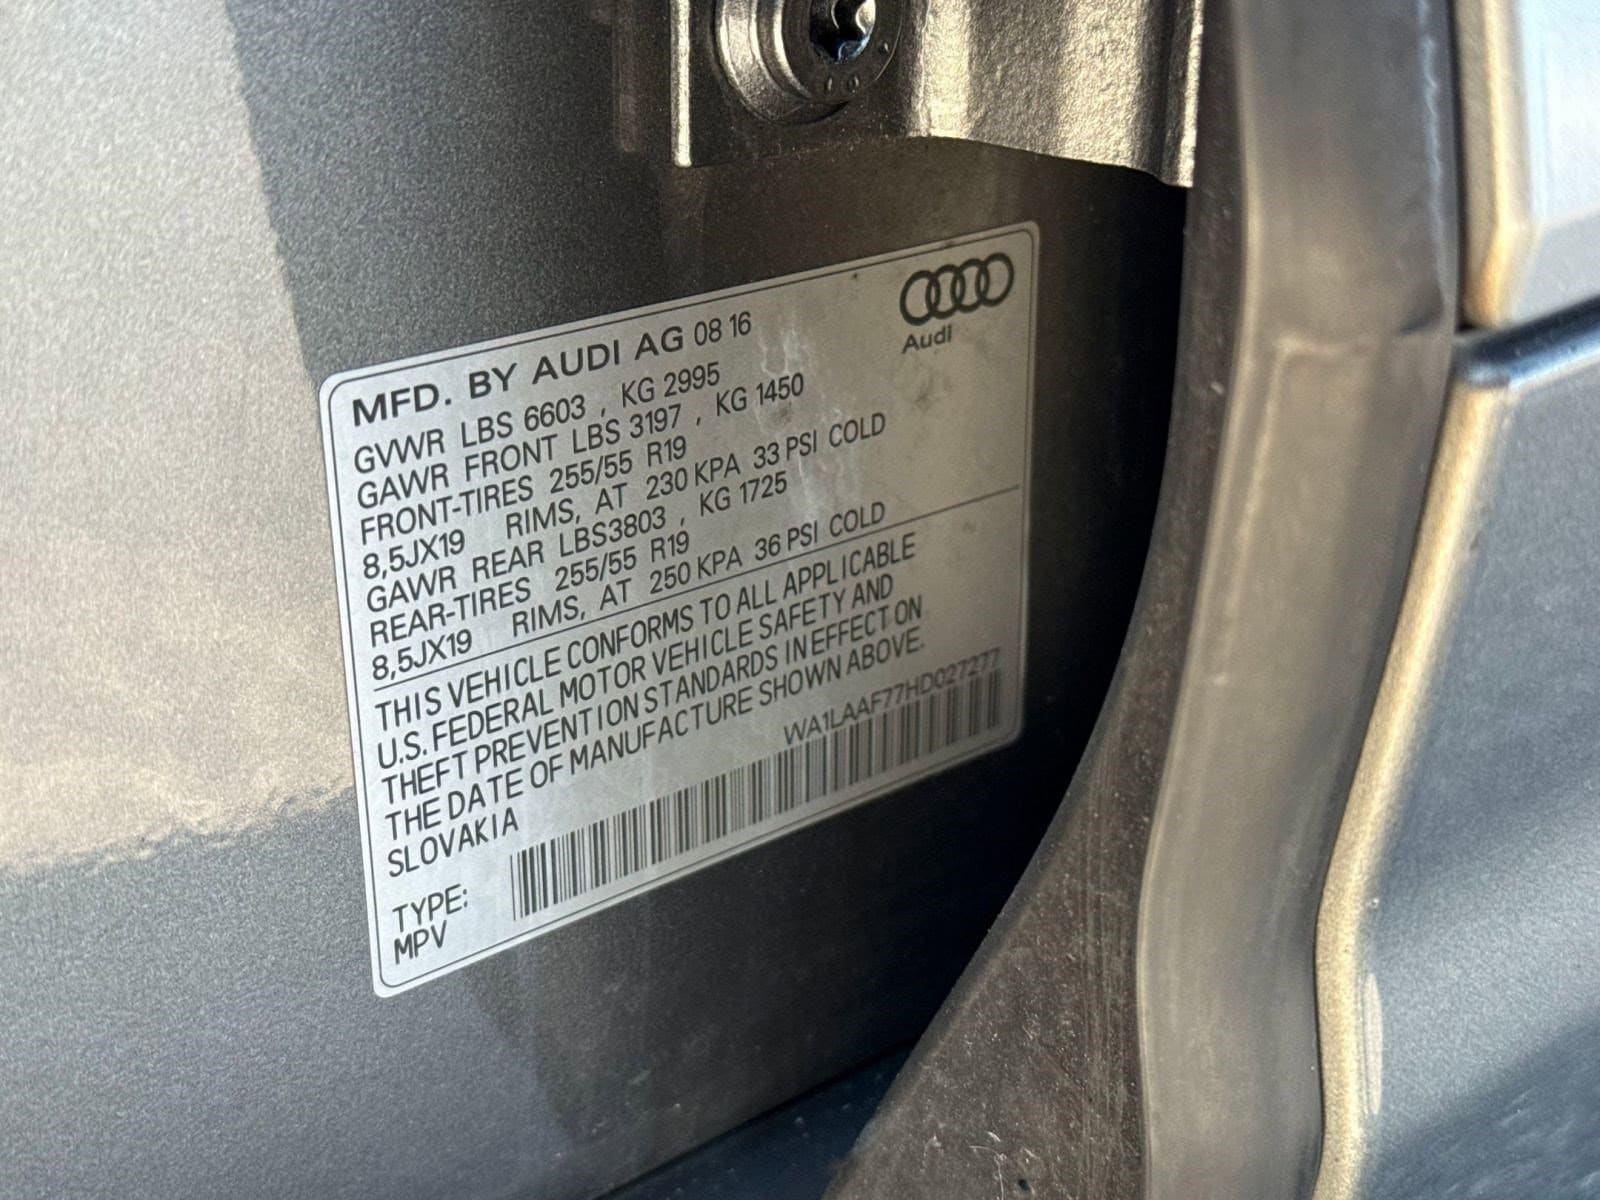 Audi
MFD. BY AUDI AG 08 16
GVWR LBS 6603 , KG 2995
GAWR FRONT LBS 3197 , KG 1450
FRONT-TIRES 255/55 R19
8,5JX19 RIMS, AT 230 KPA 33 PSI COLD
GAWR REAR LBS3803 , KG 1725
REAR-TIRES 255/55 R19
8,5JX19 RIMS, AT 250 KPA 36 PSI COLD
THIS VEHICLE CONFORMS TO ALL APPLICABLE
U.S. FEDERAL MOTOR VEHICLE SAFETY AND
THEFT PREVENTION STANDARDS IN EFFECT ON
THE DATE OF MANUFACTURE SHOWN ABOVE.
SLOVAKIA
WA1LAAF77HD027277
TYPE:
MPV